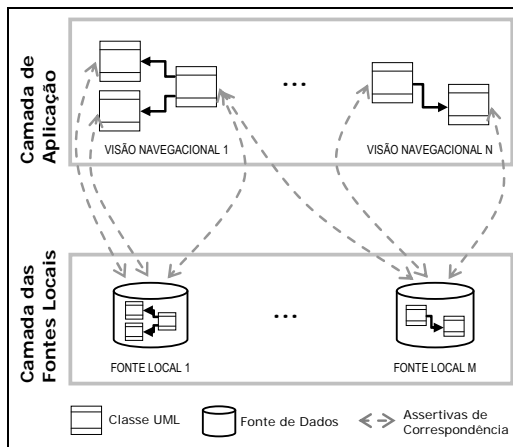 Camada de
Aplicação
...
VISÃO NAVEGACIONAL 1
VISÃO NAVEGACIONAL N
Camada das
Fontes Locais
...
FONTE LOCAL 1
FONTE LOCAL M
Classe UML
Fonte de Dados
Assertivas de
Correspondência